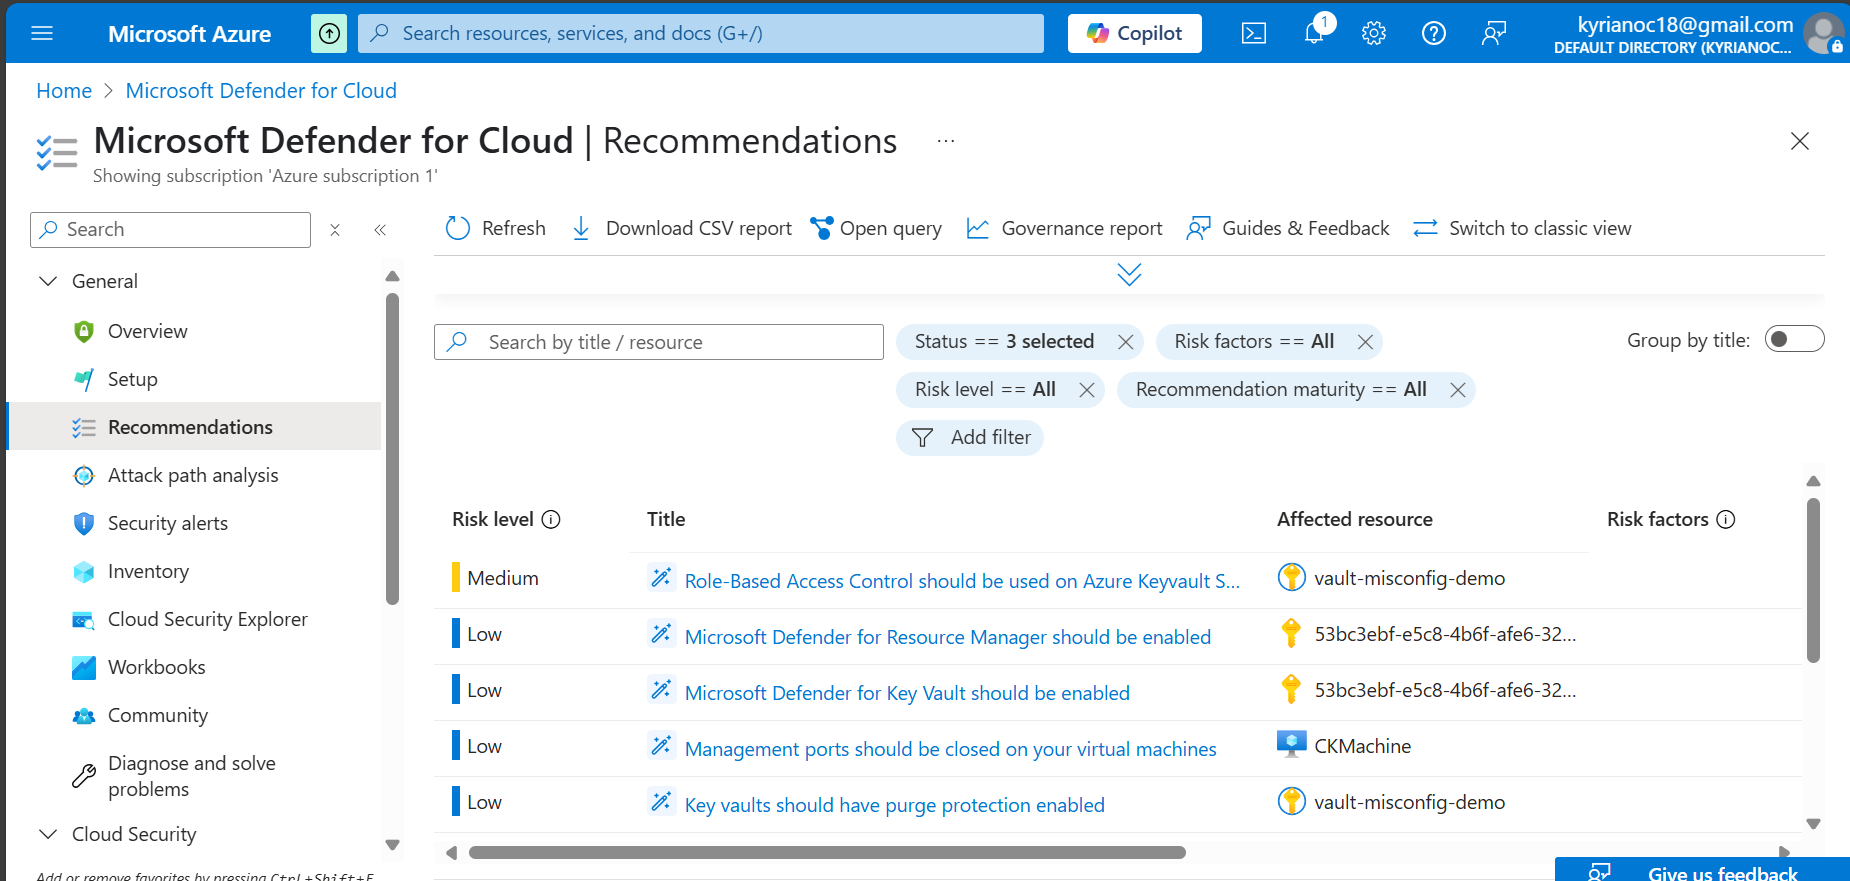 Microsoft Azure
Search resources, services, and docs (G+/)
Copilot
1
kyrianoc18@gmail.com
DEFAULT DIRECTORY (KYRIANOC...
Home > Microsoft Defender for Cloud
Microsoft Defender for Cloud | Recommendations ...
Showing subscription 'Azure subscription 1'
Search
General
Overview
Setup
Recommendations
Attack path analysis
Security alerts
Inventory
Cloud Security Explorer
Workbooks
Community
Diagnose and solve
problems
Cloud Security
Add or remove favorites by pressing Ctrl+Shift+F
Refresh Download CSV report Open query Governance report Guides & Feedback Switch to classic view
Search by title / resource
Status == 3 selected
Risk factors == All
Group by title:
Risk level == All
Recommendation maturity == All
Add filter
Risk level Title Affected resource Risk factors
Medium Role-Based Access Control should be used on Azure Keyvault S... vault-misconfig-demo
Low Microsoft Defender for Resource Manager should be enabled 53bc3ebf-e5c8-4b6f-afe6-32...
Low Microsoft Defender for Key Vault should be enabled 53bc3ebf-e5c8-4b6f-afe6-32...
Low Management ports should be closed on your virtual machines CKMachine
Low Key vaults should have purge protection enabled vault-misconfig-demo
Give us feedback